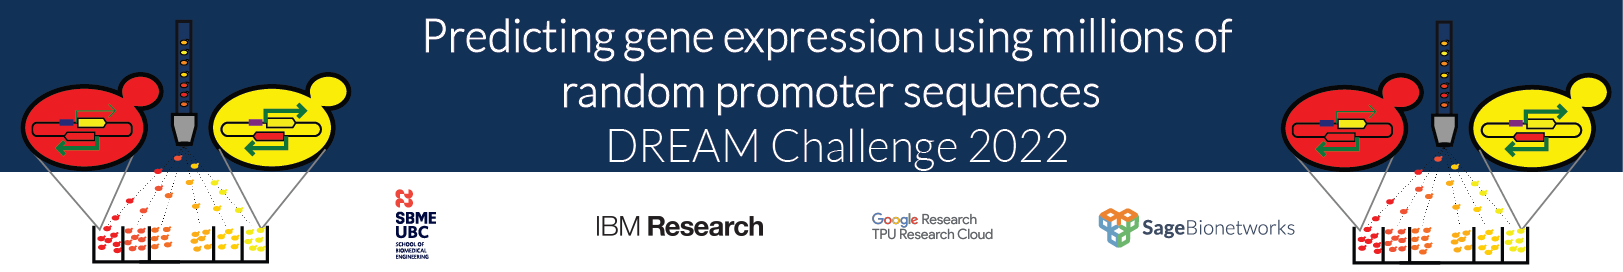 Predicting gene expression using millions of
random promoter sequences
DREAM Challenge 2022
SBME
UBC
SCHOOL OF
BIOMEDICAL
ENGINEERING
IBM Research
Google Research
TPU Research Cloud
SageBionetworks